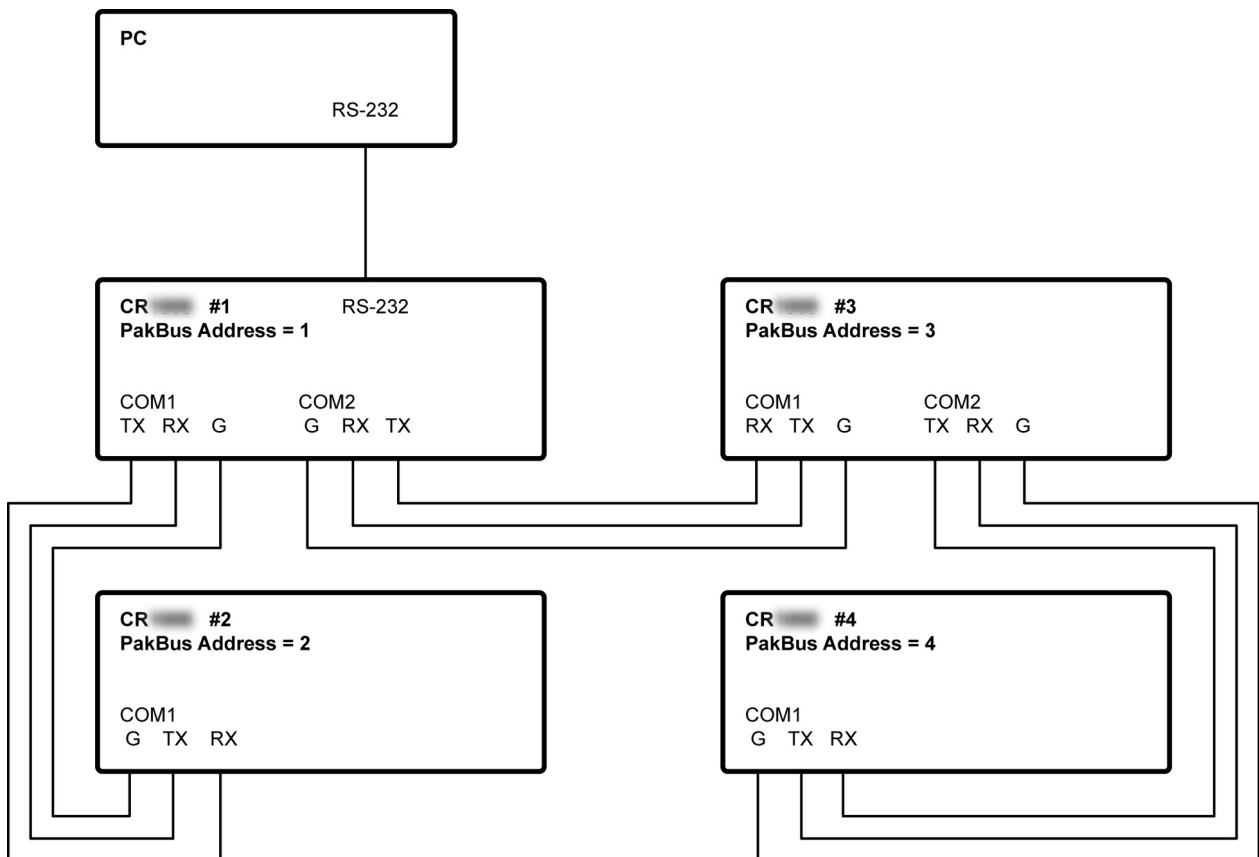 PC
RS-232
CR #1 RS-232
PakBus Address = 1
COM1 COM2
TX RX G G RX TX
CR #3
PakBus Address = 3
COM1 COM2
RX TX G TX RX G
CR #2
PakBus Address = 2
COM1
G TX RX
CR #4
PakBus Address = 4
COM1
G TX RX